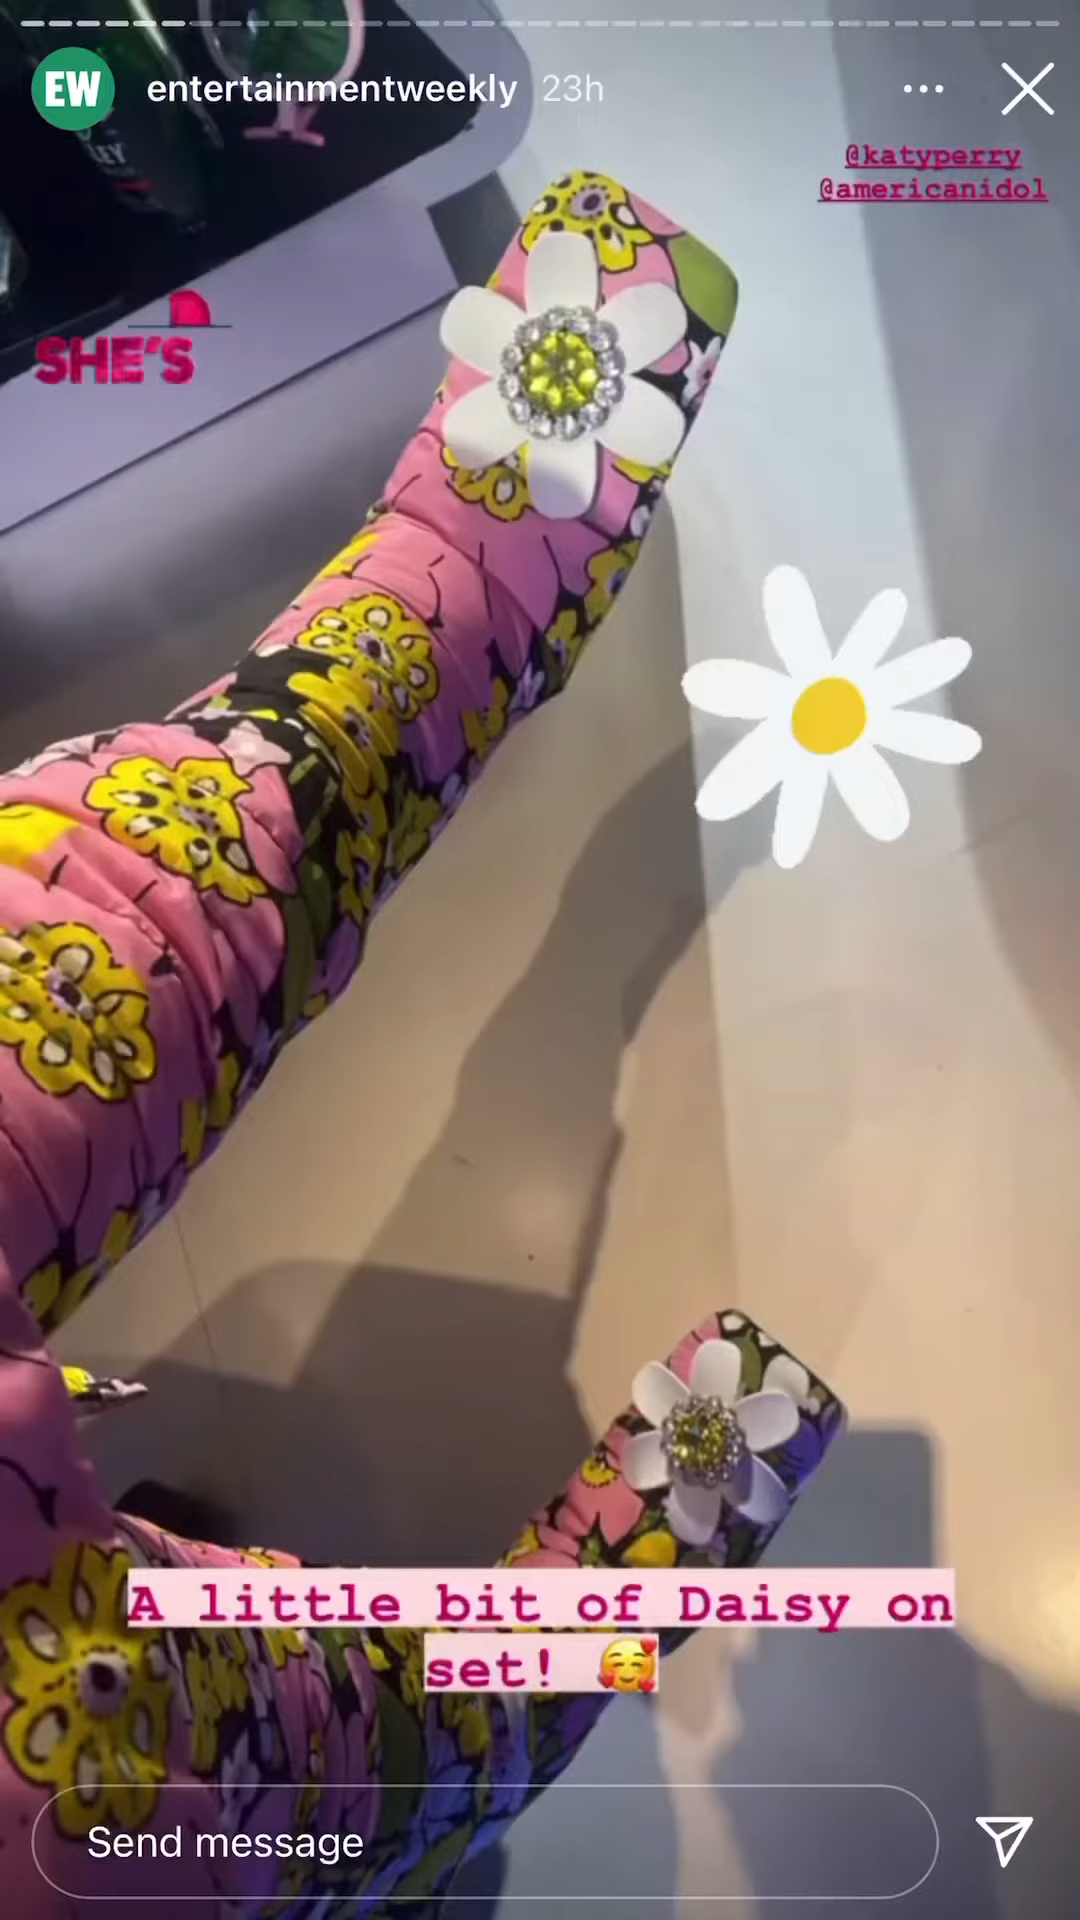 EW entertainmentweekly 23h
@katyperry
@americanidol
SHE'S
A little bit of Daisy on
set! 🥰
Send message